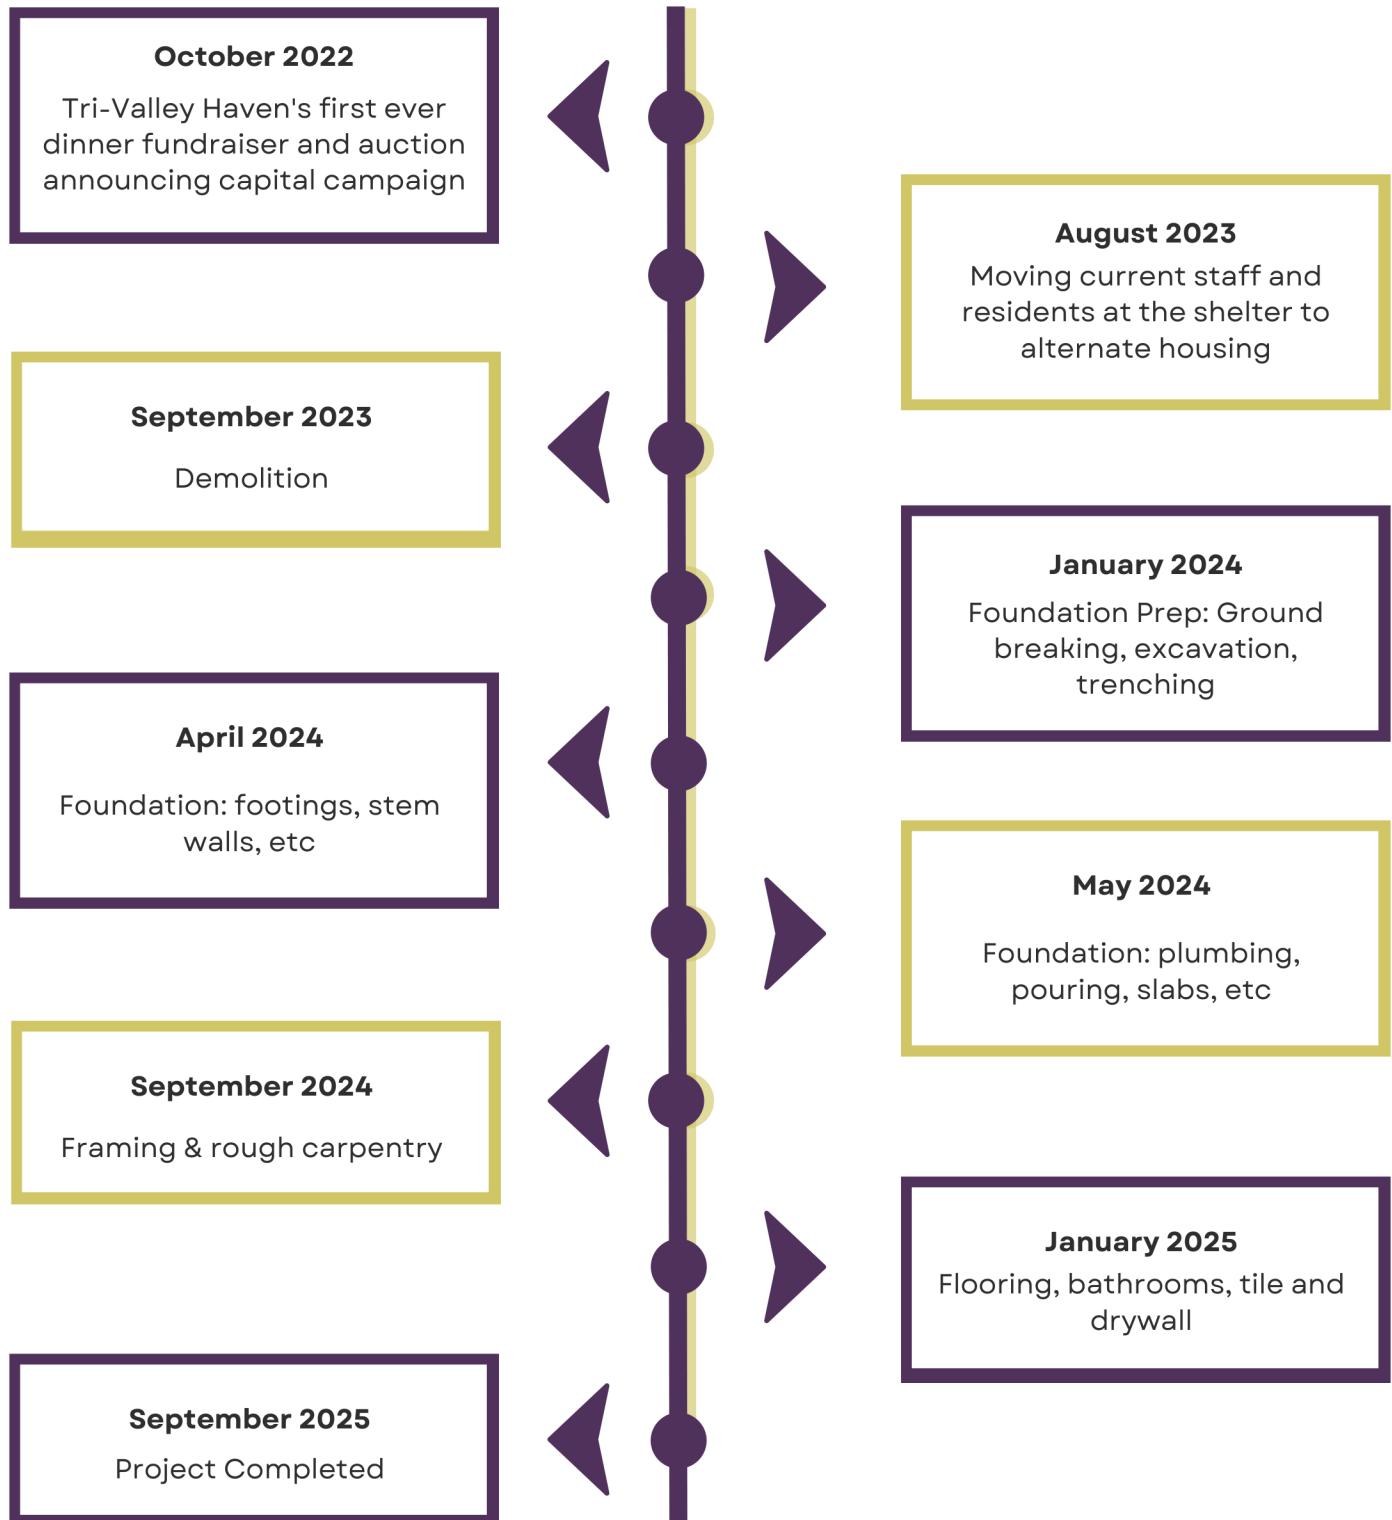 October 2022
Tri-Valley Haven's first ever
dinner fundraiser and auction
announcing capital campaign
August 2023
Moving current staff and
residents at the shelter to
alternate housing
September 2023
Demolition
January 2024
Foundation Prep: Ground
breaking, excavation,
trenching
April 2024
Foundation: footings, stem
walls, etc
May 2024
Foundation: plumbing,
pouring, slabs, etc
September 2024
Framing & rough carpentry
January 2025
Flooring, bathrooms, tile and
drywall
September 2025
Project Completed